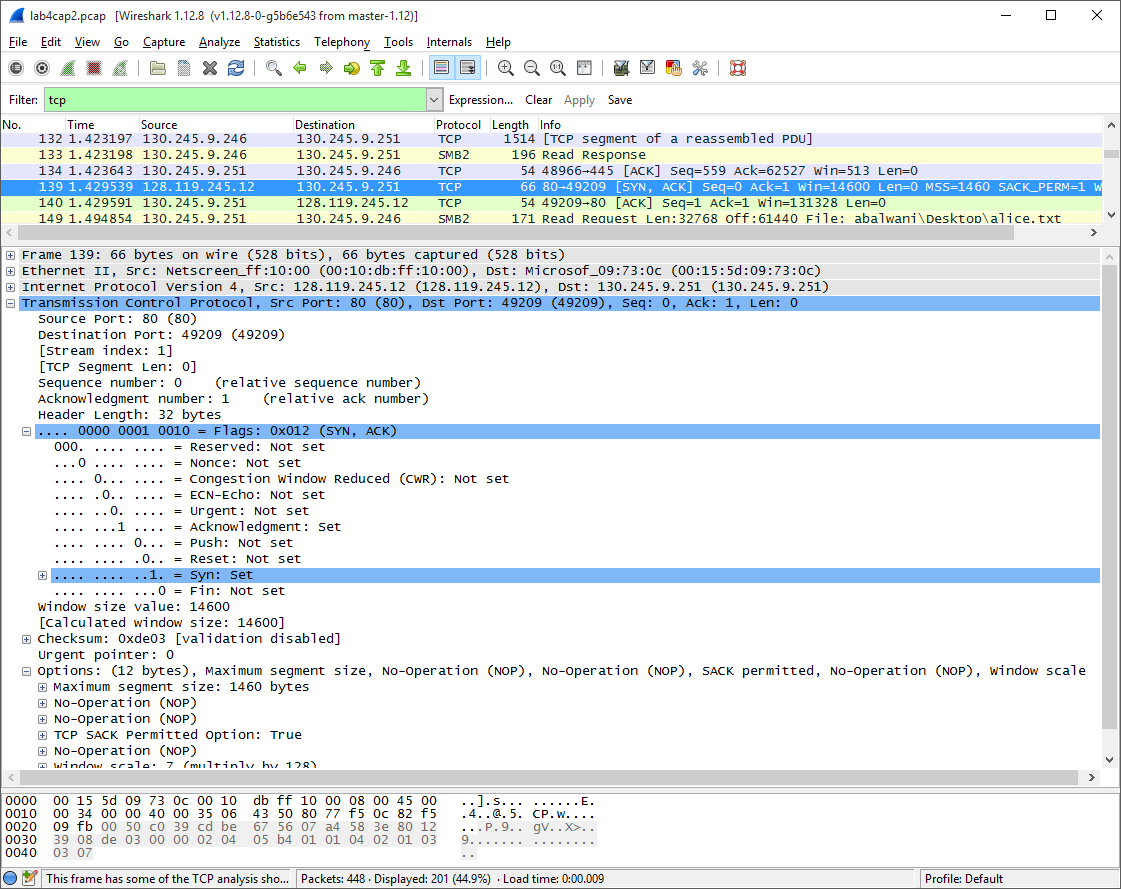 lab4cap2.pcap   [Wireshark 1.12.8  (v1.12.8-0-g5b6e543 from master-1.12)]
File Edit View Go Capture Analyze Statistics Telephony Tools Internals Help
Filter: tcp Expression... Clear Apply Save
No. Time Source Destination Protocol Length Info
132 1.423197 130.245.9.246 130.245.9.251 TCP 1514 [TCP segment of a reassembled PDU]
133 1.423198 130.245.9.246 130.245.9.251 SMB2 196 Read Response
134 1.423643 130.245.9.251 130.245.9.246 TCP 54 48966→445 [ACK] Seq=559 Ack=62527 Win=513 Len=0
139 1.429539 128.119.245.12 130.245.9.251 TCP 66 80→49209 [SYN, ACK] Seq=0 Ack=1 Win=14600 Len=0 MSS=1460 SACK_PERM=1 W
140 1.429591 130.245.9.251 128.119.245.12 TCP 54 49209→80 [ACK] Seq=1 Ack=1 Win=131328 Len=0
149 1.494854 130.245.9.251 130.245.9.246 SMB2 171 Read Request Len:32768 Off:61440 File: abalwani\Desktop\alice.txt
Frame 139: 66 bytes on wire (528 bits), 66 bytes captured (528 bits)
Ethernet II, Src: Netscreen_ff:10:00 (00:10:db:ff:10:00), Dst: Microsof_09:73:0c (00:15:5d:09:73:0c)
Internet Protocol Version 4, Src: 128.119.245.12 (128.119.245.12), Dst: 130.245.9.251 (130.245.9.251)
Transmission Control Protocol, Src Port: 80 (80), Dst Port: 49209 (49209), Seq: 0, Ack: 1, Len: 0
Source Port: 80 (80)
Destination Port: 49209 (49209)
[Stream index: 1]
[TCP Segment Len: 0]
Sequence number: 0    (relative sequence number)
Acknowledgment number: 1    (relative ack number)
Header Length: 32 bytes
.... 0000 0001 0010 = Flags: 0x012 (SYN, ACK)
000. .... .... = Reserved: Not set
...0 .... .... = Nonce: Not set
.... 0... .... = Congestion Window Reduced (CWR): Not set
.... .0.. .... = ECN-Echo: Not set
.... ..0. .... = Urgent: Not set
.... ...1 .... = Acknowledgment: Set
.... .... 0... = Push: Not set
.... .... .0.. = Reset: Not set
.... .... ..1. = Syn: Set
.... .... ...0 = Fin: Not set
Window size value: 14600
[Calculated window size: 14600]
Checksum: 0xde03 [validation disabled]
Urgent pointer: 0
Options: (12 bytes), Maximum segment size, No-Operation (NOP), No-Operation (NOP), SACK permitted, No-Operation (NOP), Window scale
Maximum segment size: 1460 bytes
No-Operation (NOP)
No-Operation (NOP)
TCP SACK Permitted Option: True
No-Operation (NOP)
Window scale: 7 (multiply by 128)
0000  00 15 5d 09 73 0c 00 10  db ff 10 00 08 00 45 00   ..].s... ......E.
0010  00 34 00 00 40 00 35 06  43 50 80 77 f5 0c 82 f5   .4..@.5. CP.w....
0020  09 fb 00 50 c0 39 cd be  67 56 07 a4 58 3e 80 12   ...P.9.. gV..X>..
0030  39 08 de 03 00 00 02 04  05 b4 01 01 04 02 01 03   9....... ........
0040  03 07   ..
This frame has some of the TCP analysis sho... Packets: 448 · Displayed: 201 (44.9%)  · Load time: 0:00.009 Profile: Default